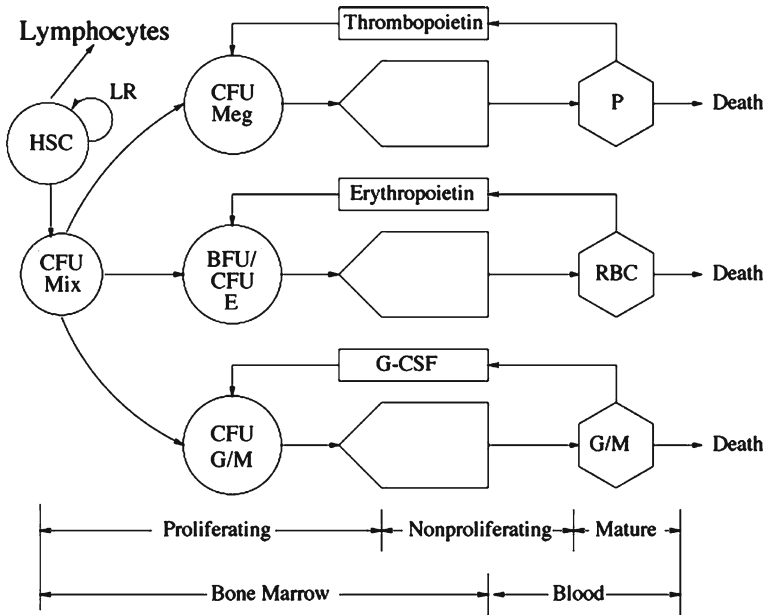 Lymphocytes
LR
HSC
CFU
Mix
Thrombopoietin
CFU
Meg
P
Death
Erythropoietin
BFU/
CFU
E
RBC
Death
G-CSF
CFU
G/M
G/M
Death
Proliferating
Nonproliferating
Mature
Bone Marrow
Blood